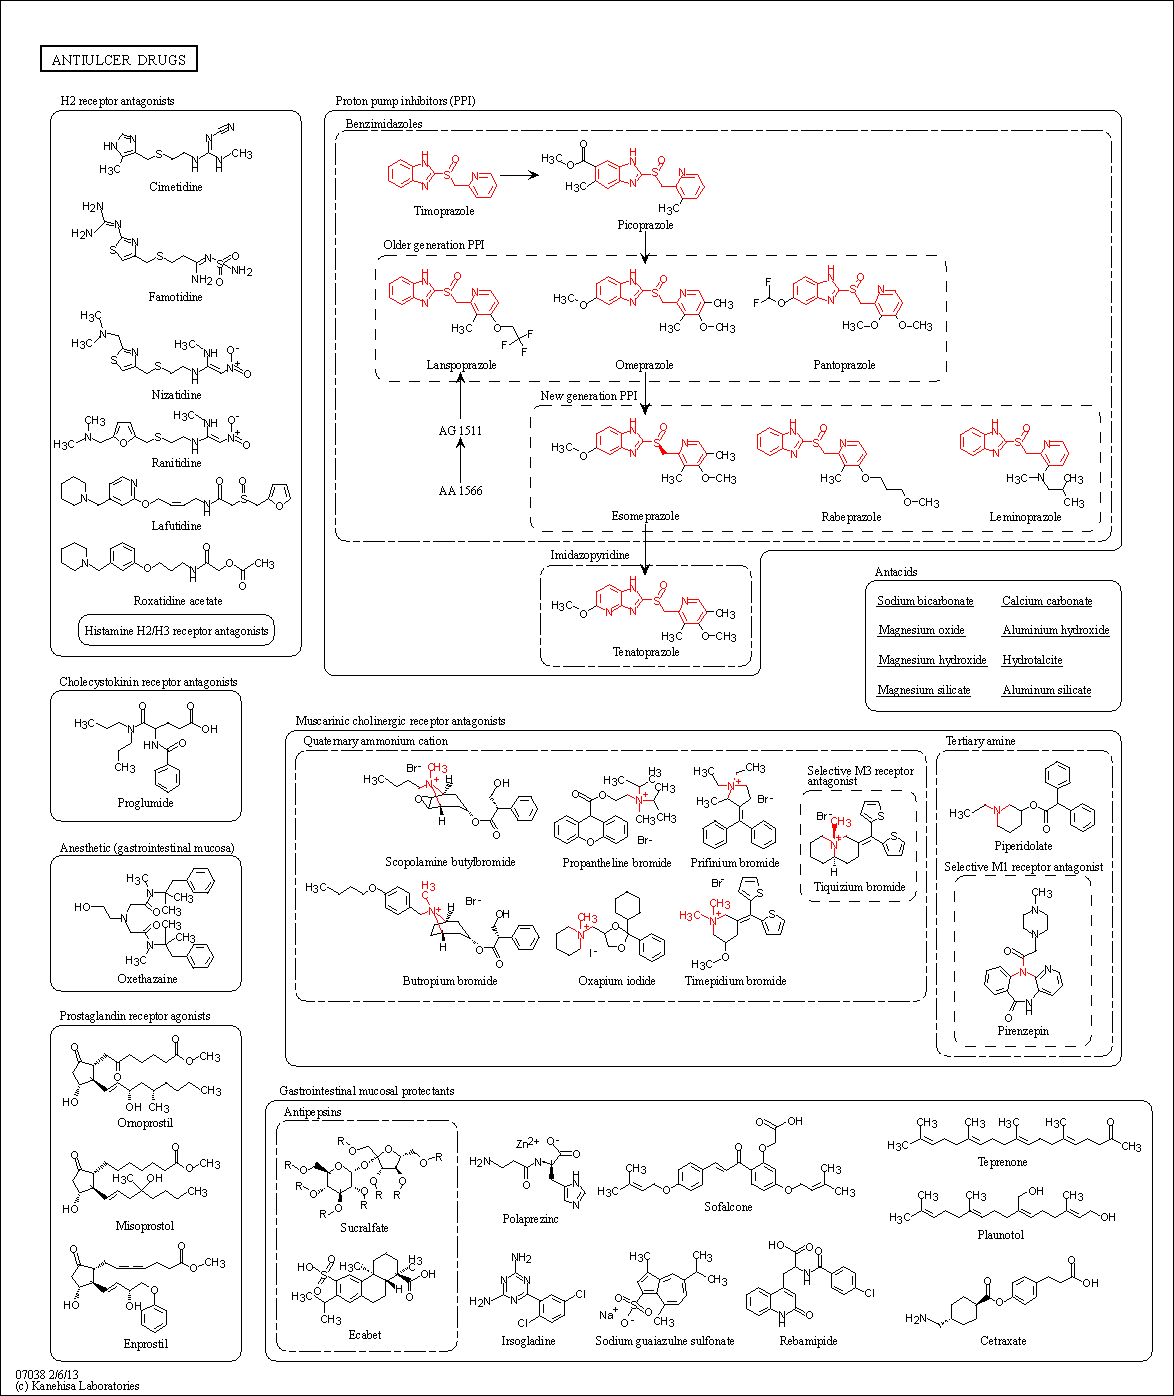 ANTIULCER DRUGS
H2 receptor antagonists
Cimetidine
Famotidine
Nizatidine
Ranitidine
Lafutidine
Roxatidine acetate
Histamine H2/H3 receptor antagonists
Proton pump inhibitors (PPI)
Benzimidazoles
Timoprazole
Picoprazole
Older generation PPI
Lanspoprazole
Omeprazole
Pantoprazole
AG 1511
AA 1566
New generation PPI
Esomeprazole
Rabeprazole
Leminoprazole
Imidazopyridine
Tenatoprazole
Antacids
Sodium bicarbonate
Calcium carbonate
Magnesium oxide
Aluminium hydroxide
Magnesium hydroxide
Hydrotalcite
Magnesium silicate
Aluminum silicate
Cholecystokinin receptor antagonists
Proglumide
Anesthetic (gastrointestinal mucosa)
Oxethazaine
Prostaglandin receptor agonists
Ornoprostil
Misoprostol
Enprostil
Muscarinic cholinergic receptor antagonists
Quaternary ammonium cation
Scopolamine butylbromide
Propantheline bromide
Prifinium bromide
Selective M3 receptor
antagonist
Tiquizium bromide
Butropium bromide
Oxapium iodide
Timepidium bromide
Tertiary amine
Piperidolate
Selective M1 receptor antagonist
Pirenzepin
Gastrointestinal mucosal protectants
Antipepsins
Sucralfate
Ecabet
Polaprezinc
Sofalcone
Teprenone
Plaunotol
Irsogladine
Sodium guaiazulne sulfonate
Rebamipide
Cetraxate
07038 2/6/13
(c) Kanehisa Laboratories